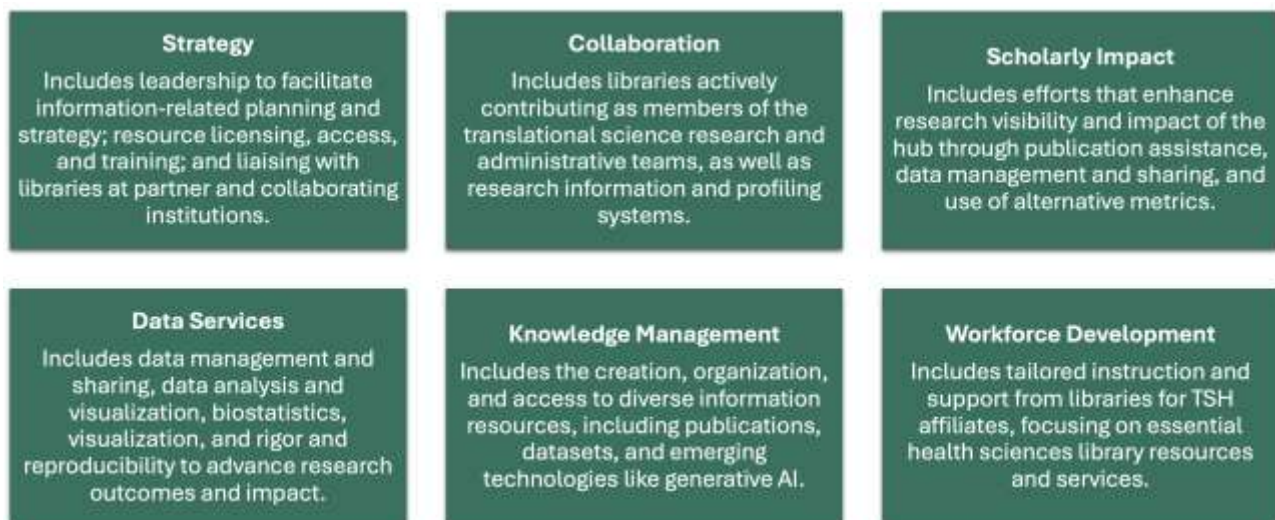 Strategy
Includes leadership to facilitate
information-related planning and
strategy; resource licensing, access,
and training; and liaising with
libraries at partner and collaborating
institutions.
Collaboration
Includes libraries actively
contributing as members of the
translational science research and
administrative teams, as well as
research information and profiling
systems.
Scholarly Impact
Includes efforts that enhance
research visibility and impact of the
hub through publication assistance,
data management and sharing, and
use of alternative metrics.
Data Services
Includes data management and
sharing, data analysis and
visualization, biostatistics,
visualization, and rigor and
reproducibility to advance research
outcomes and impact.
Knowledge Management
Includes the creation, organization,
and access to diverse information
resources, including publications,
datasets, and emerging
technologies like generative AI.
Workforce Development
Includes tailored instruction and
support from libraries for TSH
affiliates, focusing on essential
health sciences library resources
and services.